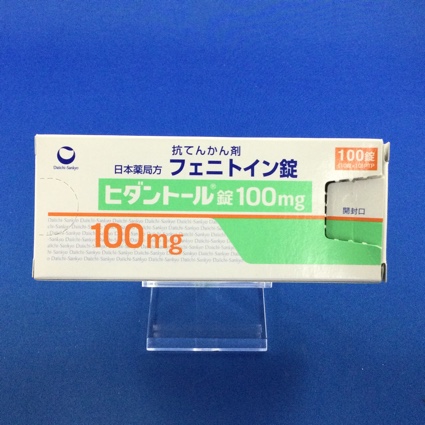 抗てんかん剤
日本薬局方 フェニトイン錠
ヒダントール®錠100mg
100mg
100錠
開封口
Daiichi-Sankyo